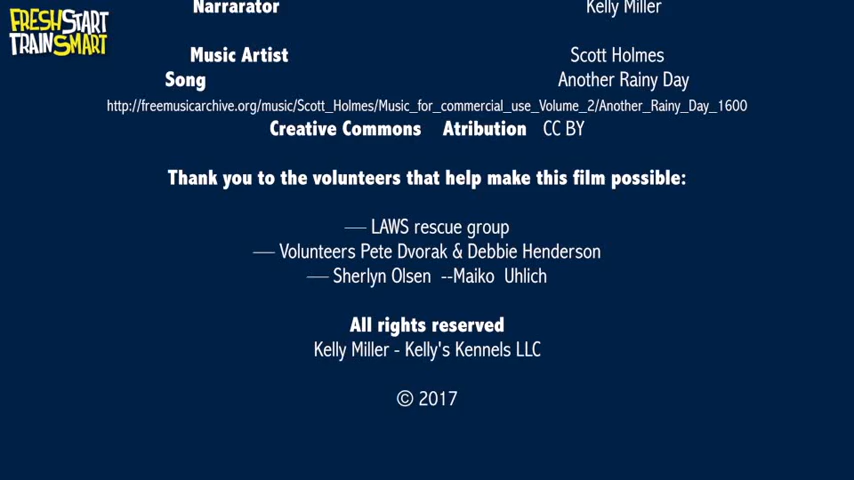 FRESH START
TRAIN SMART
Narrarator Kelly Miller
Music Artist Scott Holmes
Song Another Rainy Day
http://freemusicarchive.org/music/Scott_Holmes/Music_for_commercial_use_Volume_2/Another_Rainy_Day_1600
Creative Commons Atribution CC BY
Thank you to the volunteers that help make this film possible:
— LAWS rescue group
— Volunteers Pete Dvorak & Debbie Henderson
— Sherlyn Olsen --Maiko Uhlich
All rights reserved
Kelly Miller - Kelly's Kennels LLC
© 2017